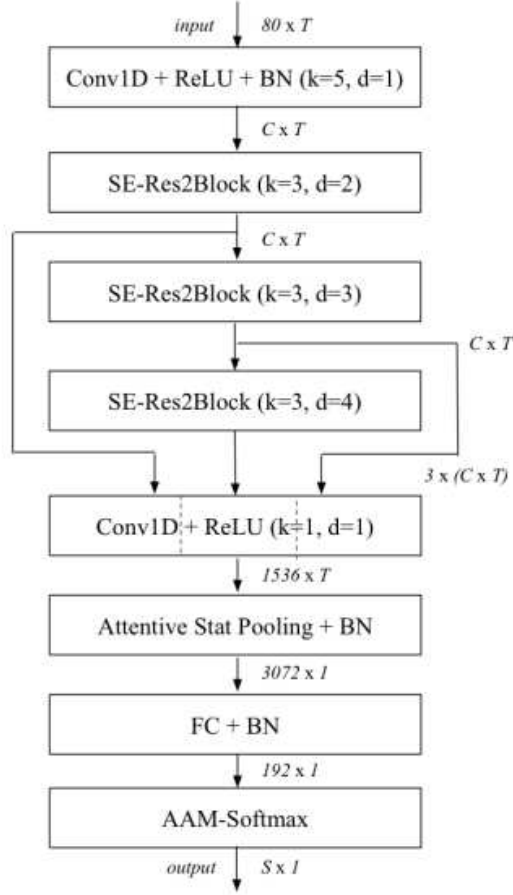 input 80 x T
Conv1D + ReLU + BN (k=5, d=1)
C x T
SE-Res2Block (k=3, d=2)
C x T
SE-Res2Block (k=3, d=3)
C x T
SE-Res2Block (k=3, d=4)
3 x (C x T)
Conv1D + ReLU (k=1, d=1)
1536 x T
Attentive Stat Pooling + BN
3072 x 1
FC + BN
192 x 1
AAM-Softmax
output S x 1